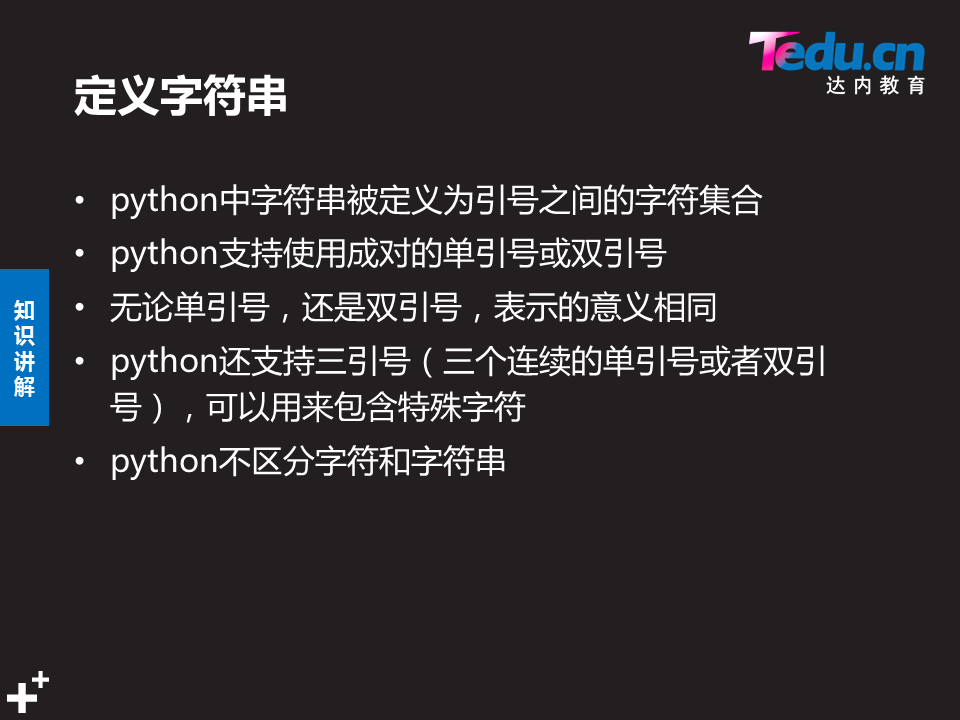 Tedu.cn
达内教育
定义字符串
• python中字符串被定义为引号之间的字符集合
• python支持使用成对的单引号或双引号
• 无论单引号，还是双引号，表示的意义相同
• python还支持三引号（三个连续的单引号或者双引
号），可以用来包含特殊字符
• python不区分字符和字符串
知
识
讲
解